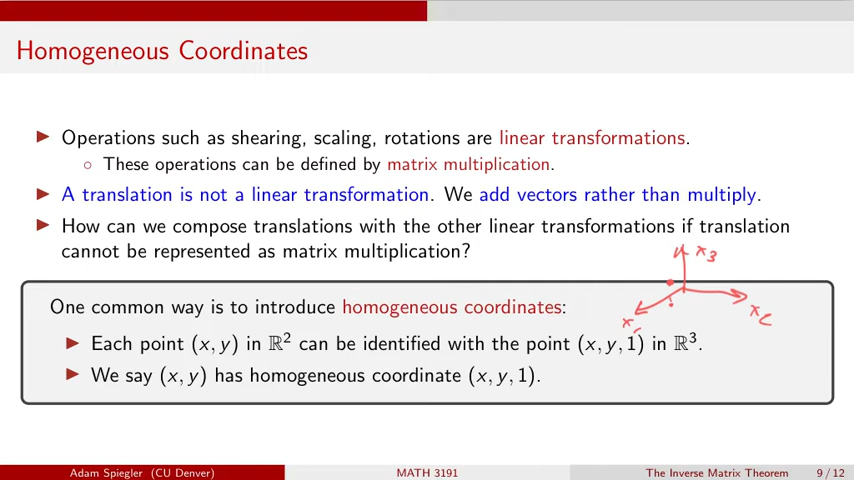 Homogeneous Coordinates
▶ Operations such as shearing, scaling, rotations are linear transformations.
○ These operations can be defined by matrix multiplication.
▶ A translation is not a linear transformation. We add vectors rather than multiply.
▶ How can we compose translations with the other linear transformations if translation
cannot be represented as matrix multiplication?
x₃
One common way is to introduce homogeneous coordinates:
▶ Each point (x, y) in ℝ² can be identified with the point (x, y, 1) in ℝ³.
▶ We say (x, y) has homogeneous coordinate (x, y, 1).
Adam Spiegler (CU Denver) MATH 3191 The Inverse Matrix Theorem 9 / 12